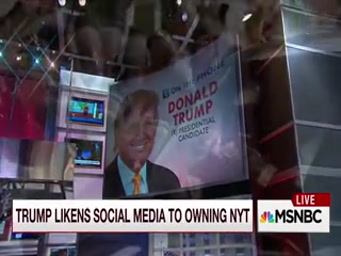 ON THE PHONE
DONALD
TRUMP
PRESIDENTIAL
CANDIDATE
LIVE
TRUMP LIKENS SOCIAL MEDIA TO OWNING NYT
MSNBC